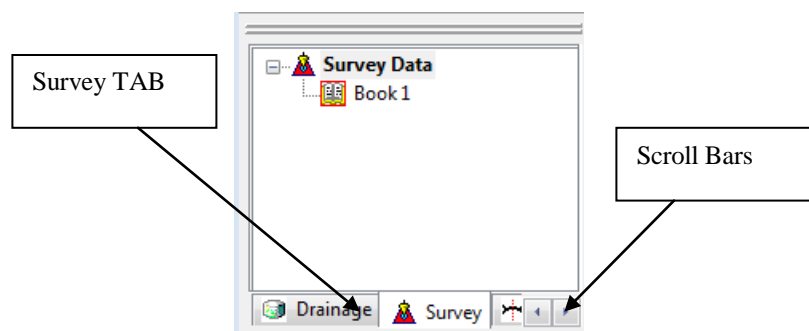 Survey Data
Survey TAB
Book 1
Scroll Bars
Drainage Survey